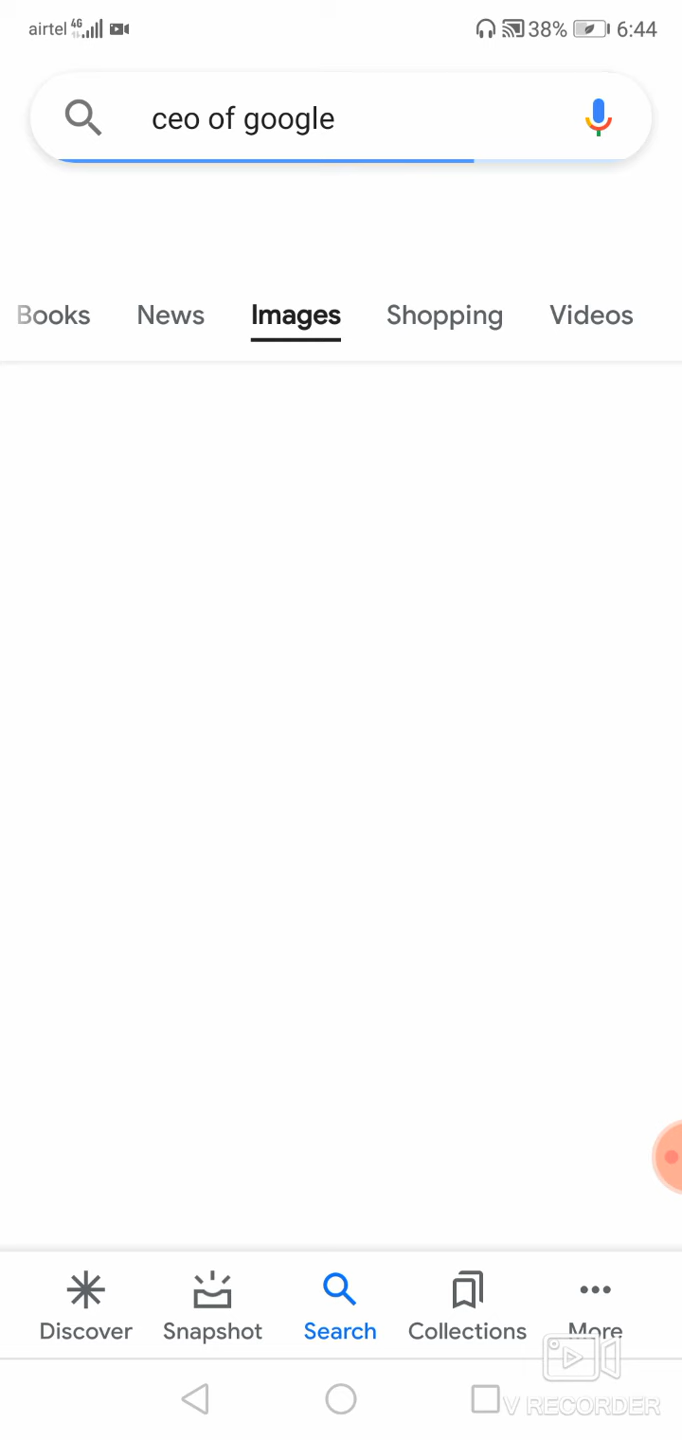 airtel 4G 38% 6:44
ceo of google
Books News Images Shopping Videos
Discover Snapshot Search Collections More
V RECORDER